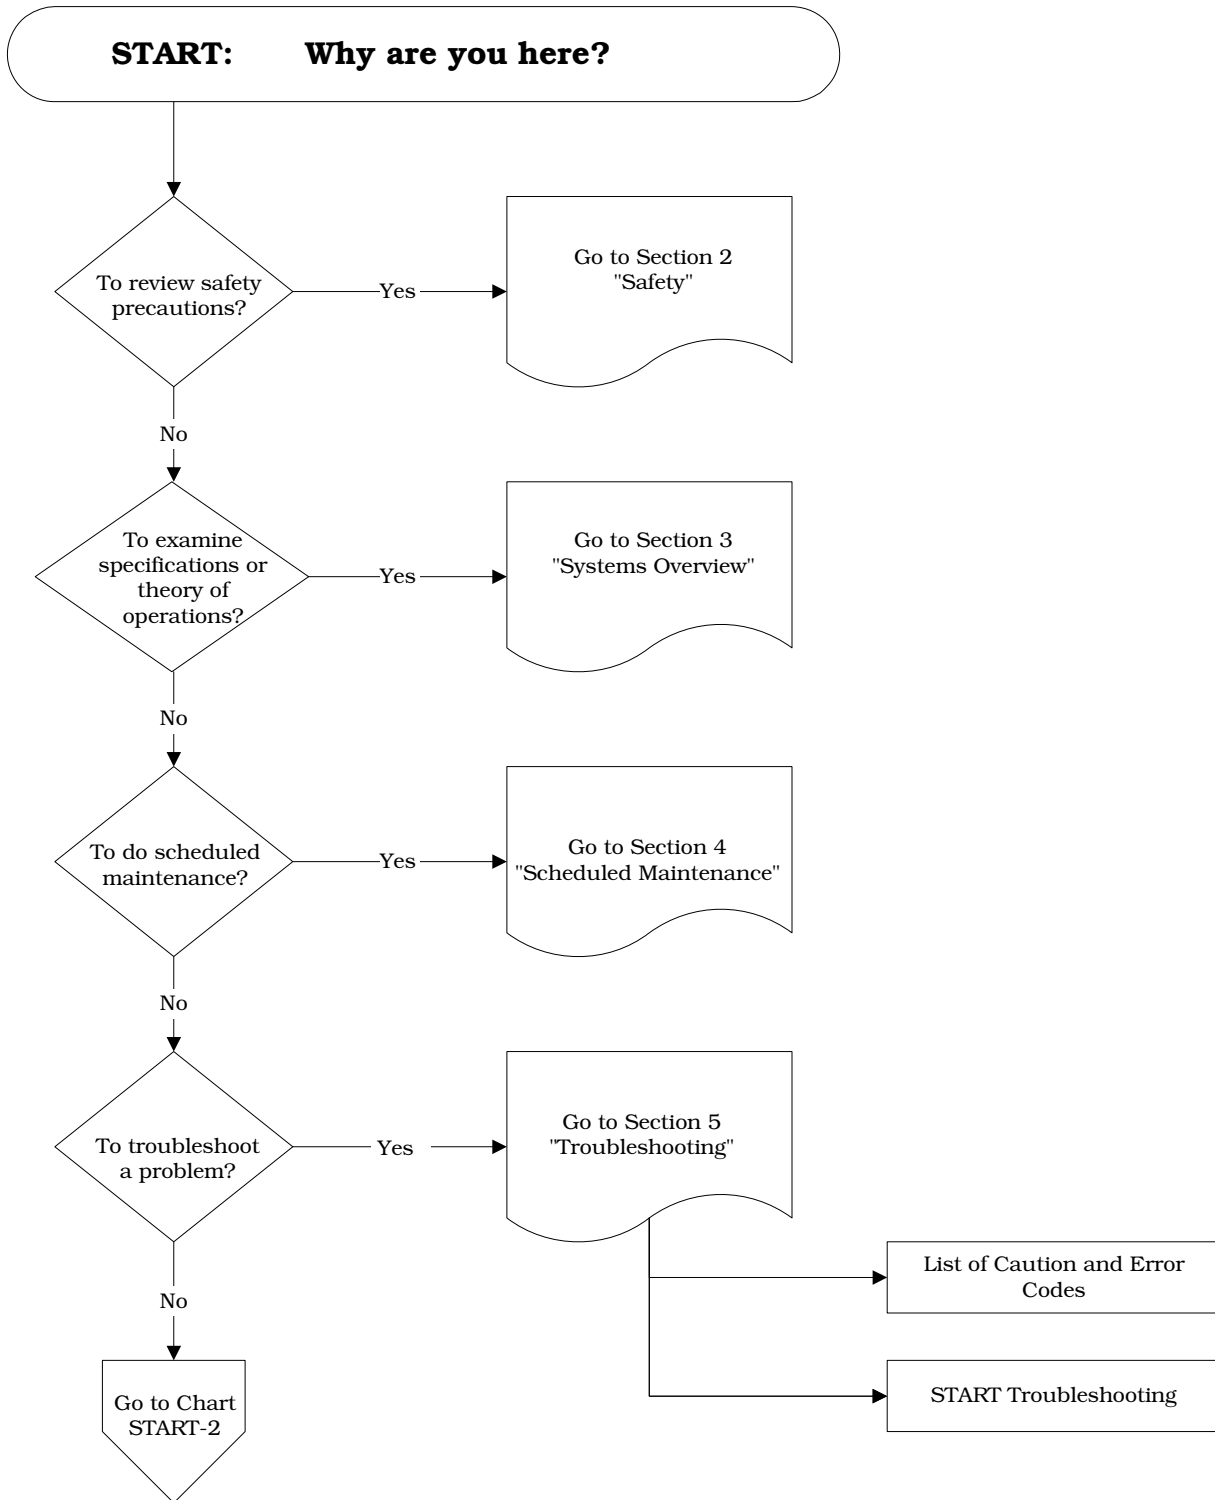 START: Why are you here?
To review safety
precautions?
Yes
Go to Section 2
"Safety"
No
To examine
specifications or
theory of
operations?
Yes
Go to Section 3
"Systems Overview"
No
To do scheduled
maintenance?
Yes
Go to Section 4
"Scheduled Maintenance"
No
To troubleshoot
a problem?
Yes
Go to Section 5
"Troubleshooting"
List of Caution and Error
Codes
START Troubleshooting
No
Go to Chart
START-2